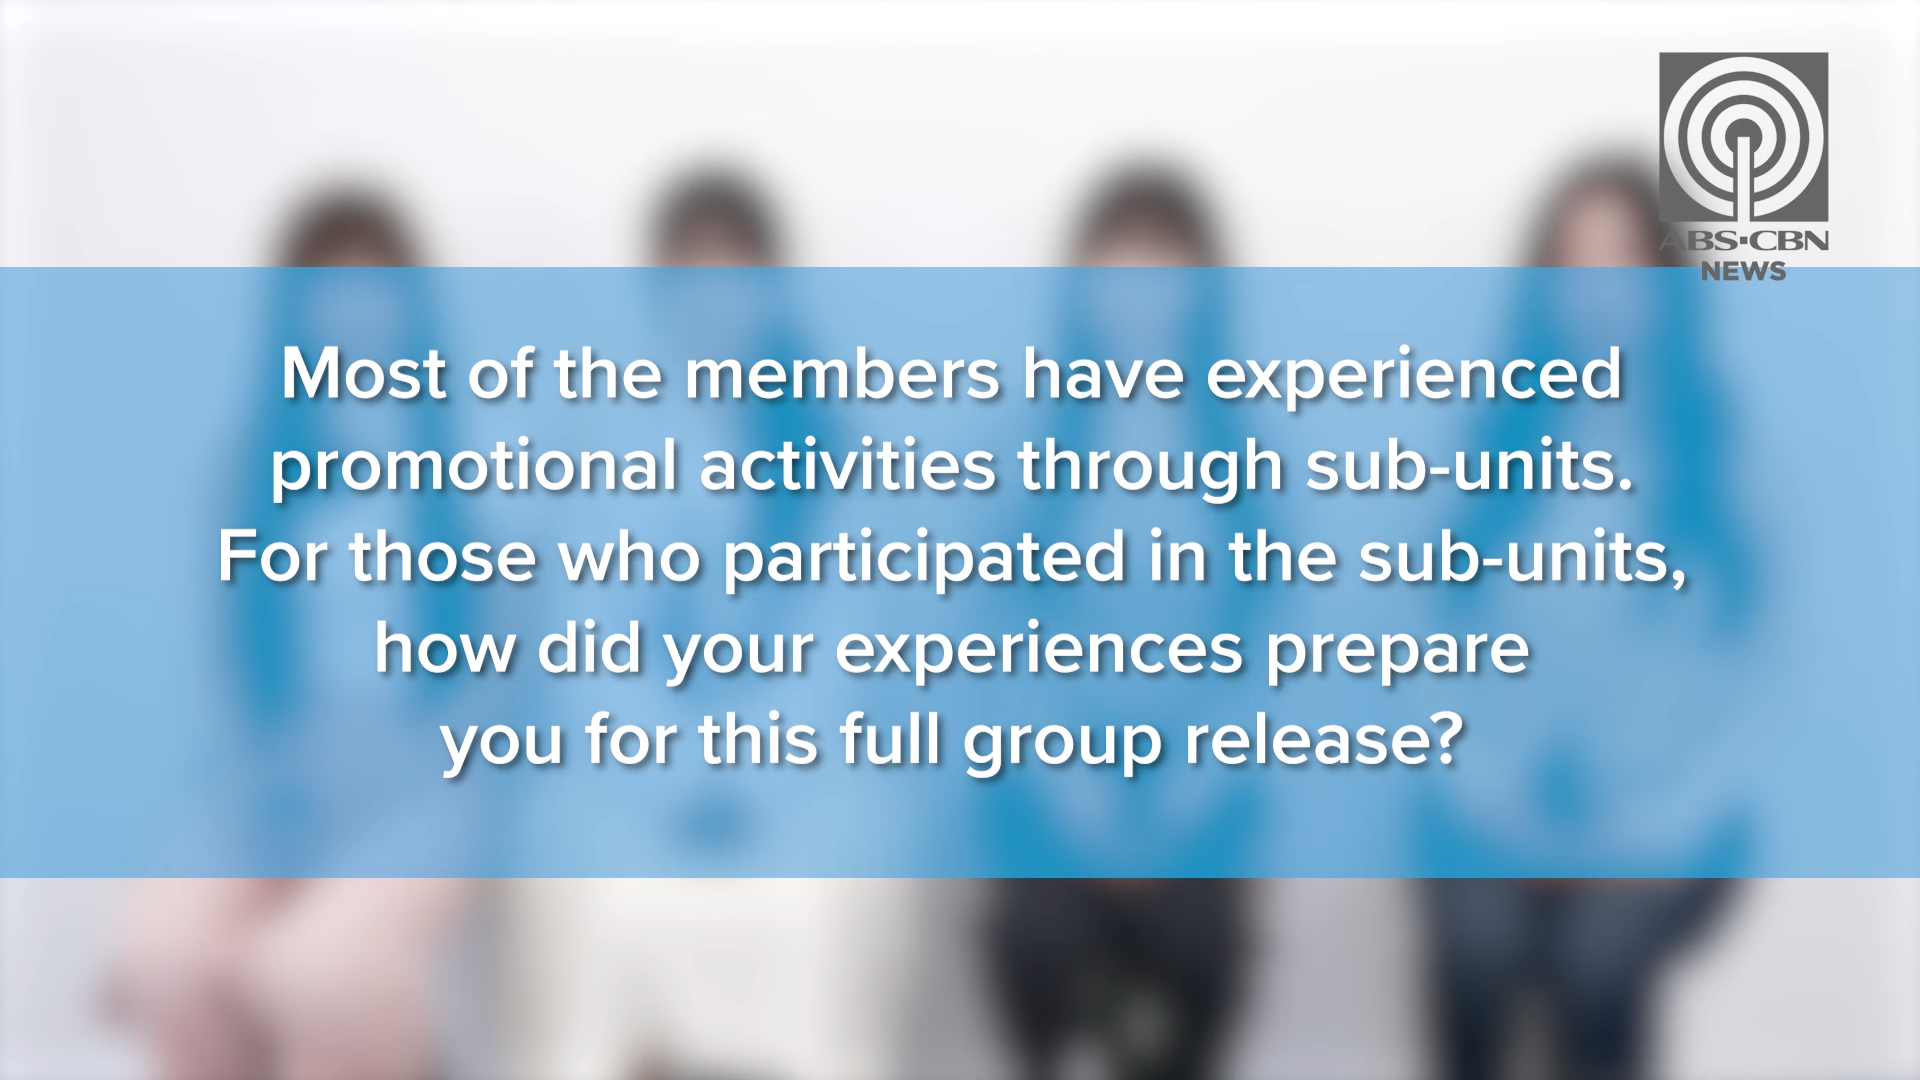 ABS-CBN
NEWS
Most of the members have experienced
promotional activities through sub-units.
For those who participated in the sub-units,
how did your experiences prepare
you for this full group release?